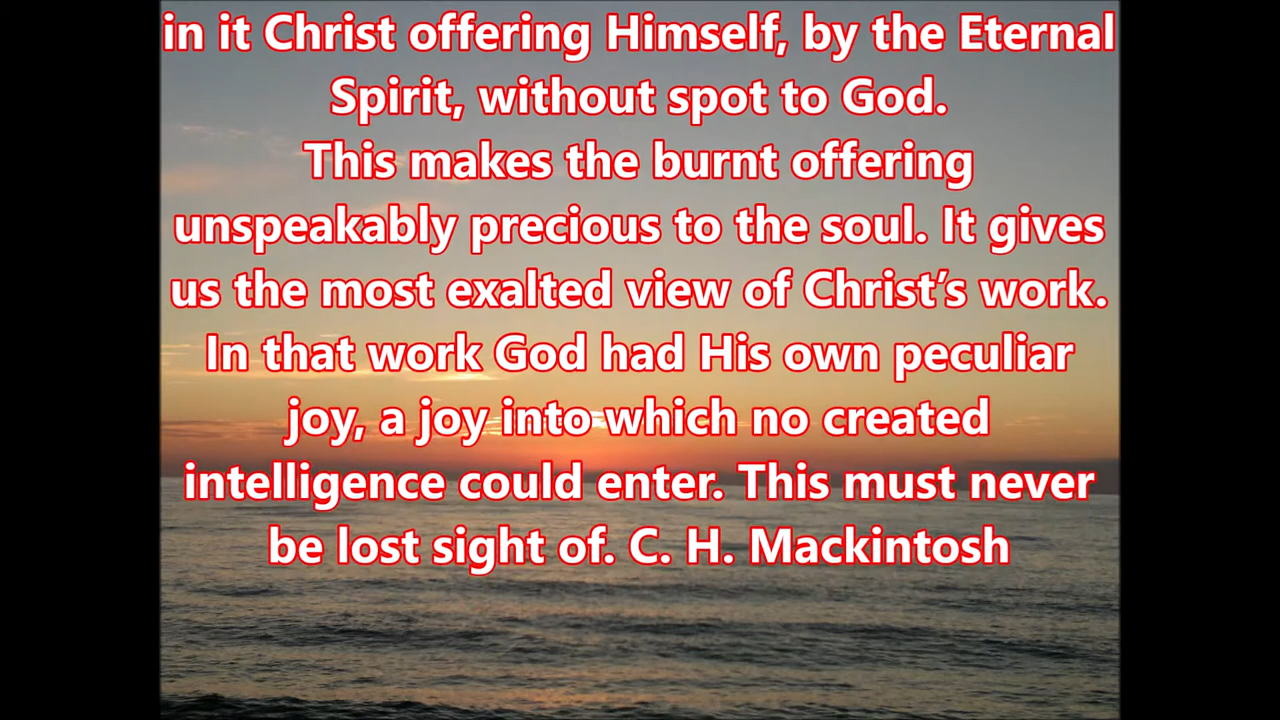 in it Christ offering Himself, by the Eternal
Spirit, without spot to God.
This makes the burnt offering
unspeakably precious to the soul. It gives
us the most exalted view of Christ’s work.
In that work God had His own peculiar
joy, a joy into which no created
intelligence could enter. This must never
be lost sight of. C. H. Mackintosh